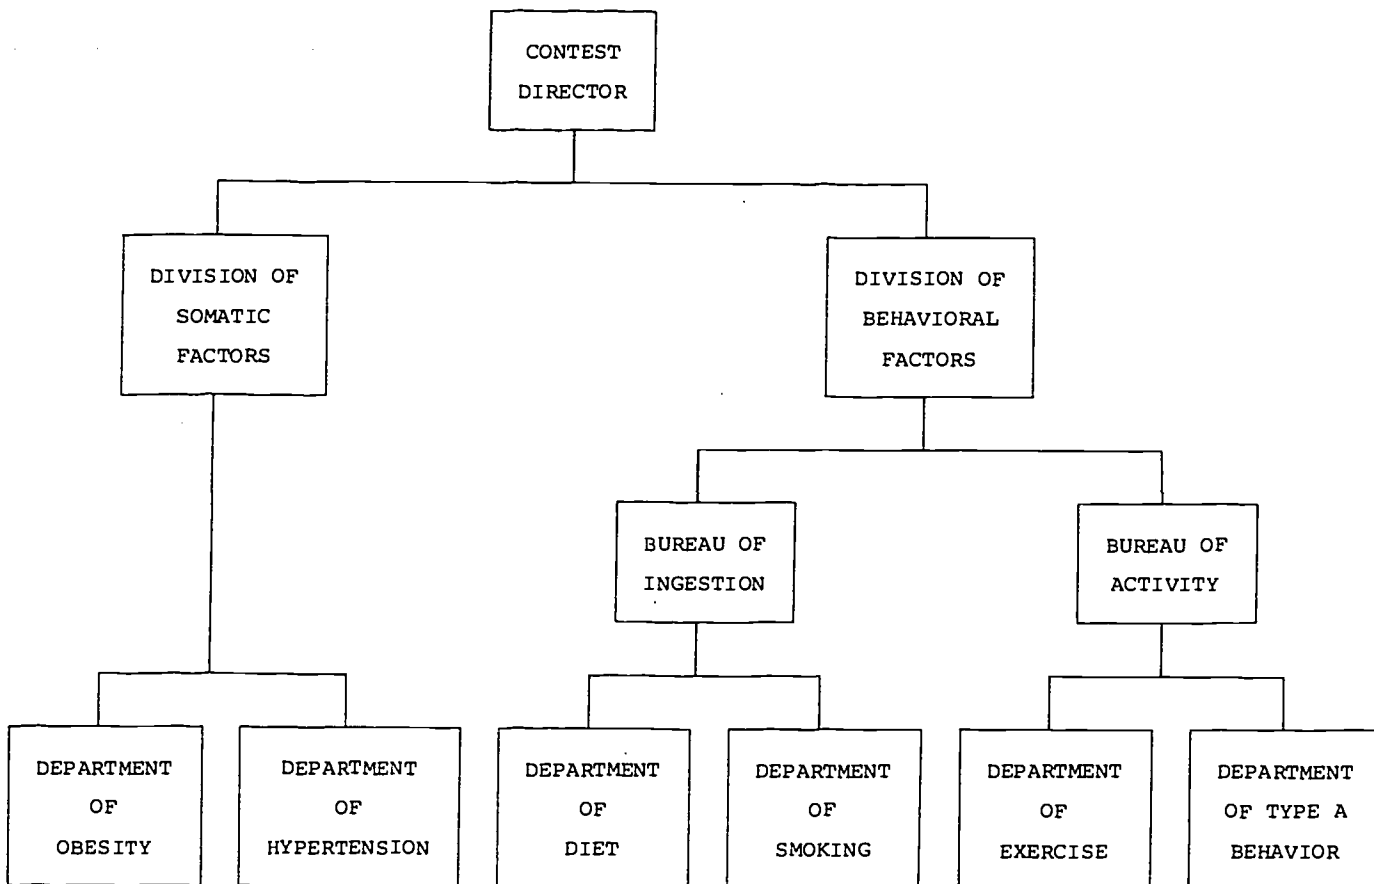 CONTEST
DIRECTOR
DIVISION OF
SOMATIC
FACTORS
DIVISION OF
BEHAVIORAL
FACTORS
BUREAU OF
INGESTION
BUREAU OF
ACTIVITY
DEPARTMENT
OF
OBESITY
DEPARTMENT
OF
HYPERTENSION
DEPARTMENT
OF
DIET
DEPARTMENT
OF
SMOKING
DEPARTMENT
OF
EXERCISE
DEPARTMENT
OF TYPE A
BEHAVIOR